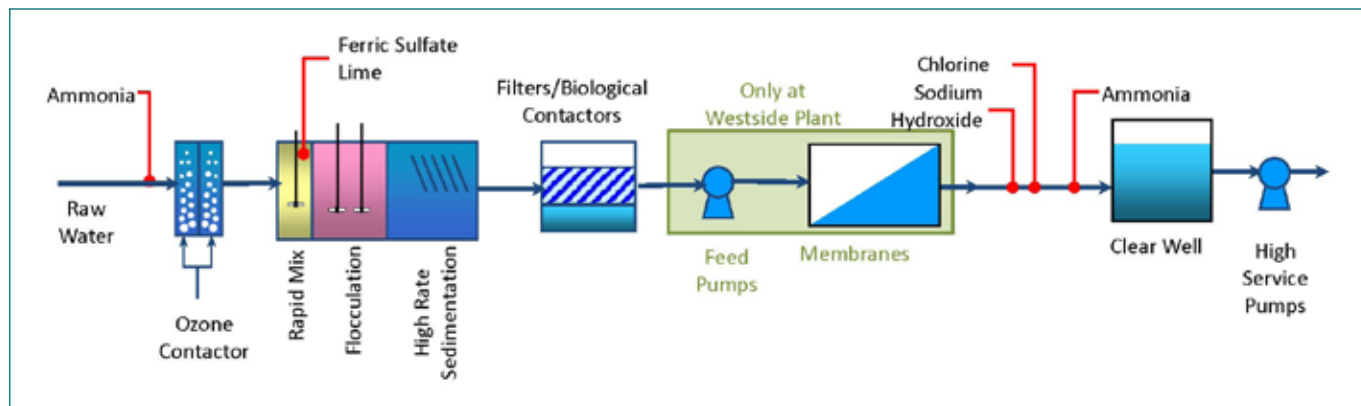 Ammonia
Raw
Water
Ozone
Contactor
Ferric Sulfate
Lime
Rapid Mix
Flocculation
High Rate
Sedimentation
Filters/Biological
Contactors
Only at
Westside Plant
Feed
Pumps
Membranes
Chlorine
Sodium
Hydroxide
Ammonia
Clear Well
High
Service
Pumps